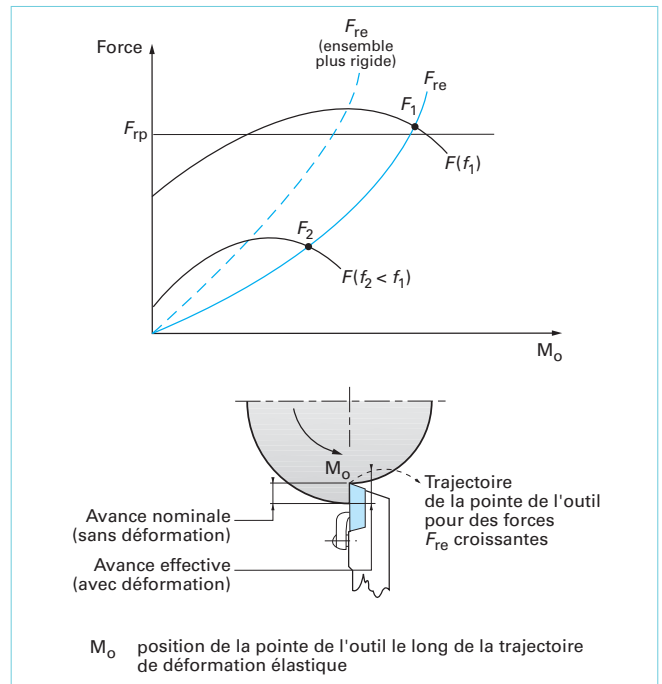 F_re
(ensemble
plus rigide)
Force
F_re
F_1
F_rp
F(f_1)
F_2
F(f_2 < f_1)
M_o
M_o
Trajectoire
de la pointe de l'outil
pour des forces
F_re croissantes
Avance nominale
(sans déformation)
Avance effective
(avec déformation)
M_o position de la pointe de l'outil le long de la trajectoire
de déformation élastique